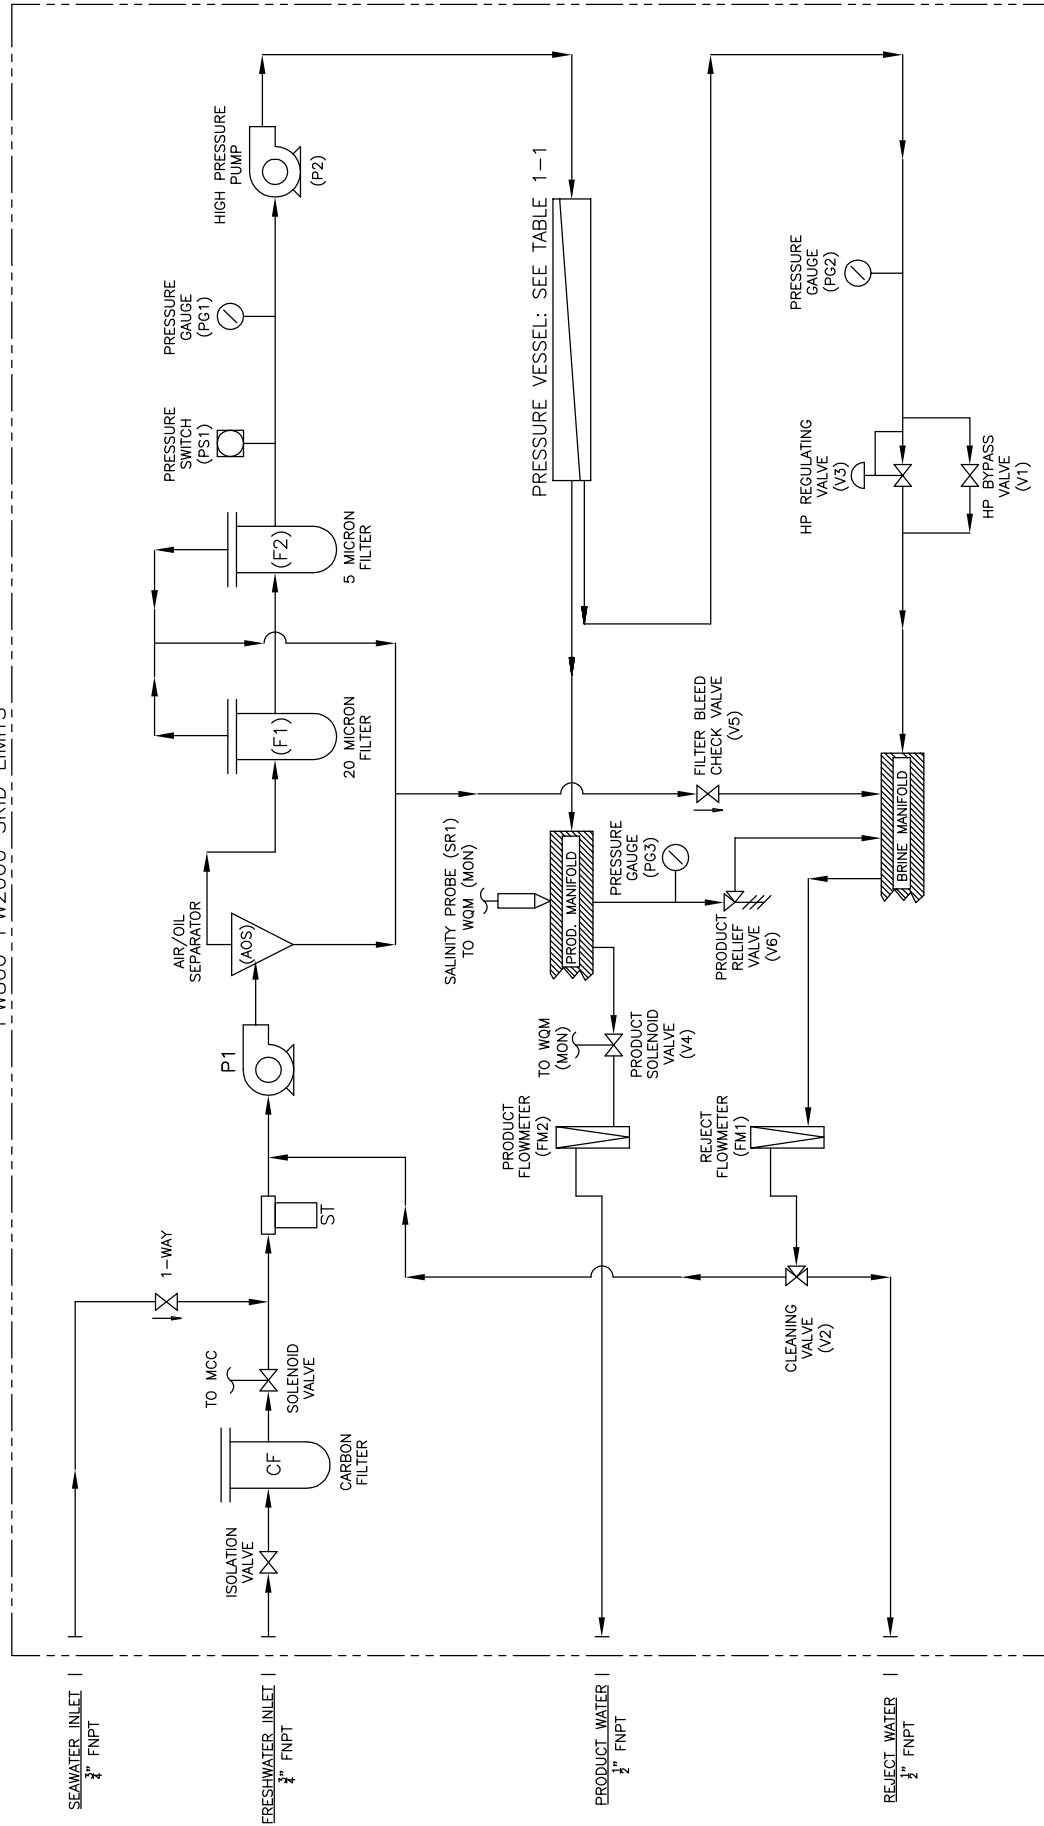 PW800-PW2000 SKID LIMITS
SEAWATER INLET
3/4" FNPT
FRESHWATER INLET
3/4" FNPT
PRODUCT WATER
1/2" FNPT
REJECT WATER
1/2" FNPT
1-WAY
ISOLATION
VALVE
CF
CARBON
FILTER
TO MCC
SOLENOID
VALVE
ST
P1
AIR/OIL
SEPARATOR
(AOS)
(F1)
20 MICRON
FILTER
(F2)
5 MICRON
FILTER
PRESSURE
SWITCH
(PS1)
PRESSURE
GAUGE
(PG1)
HIGH PRESSURE
PUMP
(P2)
PRESSURE VESSEL: SEE TABLE 1-1
SALINITY PROBE (SR1)
TO WQM (MON)
PROD. MANIFOLD
PRESSURE
GAUGE
(PG3)
FILTER BLEED
CHECK VALVE
(V5)
PRODUCT
RELIEF
VALVE
(V6)
TO WQM
(MON)
PRODUCT
SOLENOID
VALVE
(V4)
PRODUCT
FLOWMETER
(FM2)
REJECT
FLOWMETER
(FM1)
CLEANING
VALVE
(V2)
BRINE MANIFOLD
HP REGULATING
VALVE
(V3)
HP BYPASS
VALVE
(V1)
PRESSURE
GAUGE
(PG2)